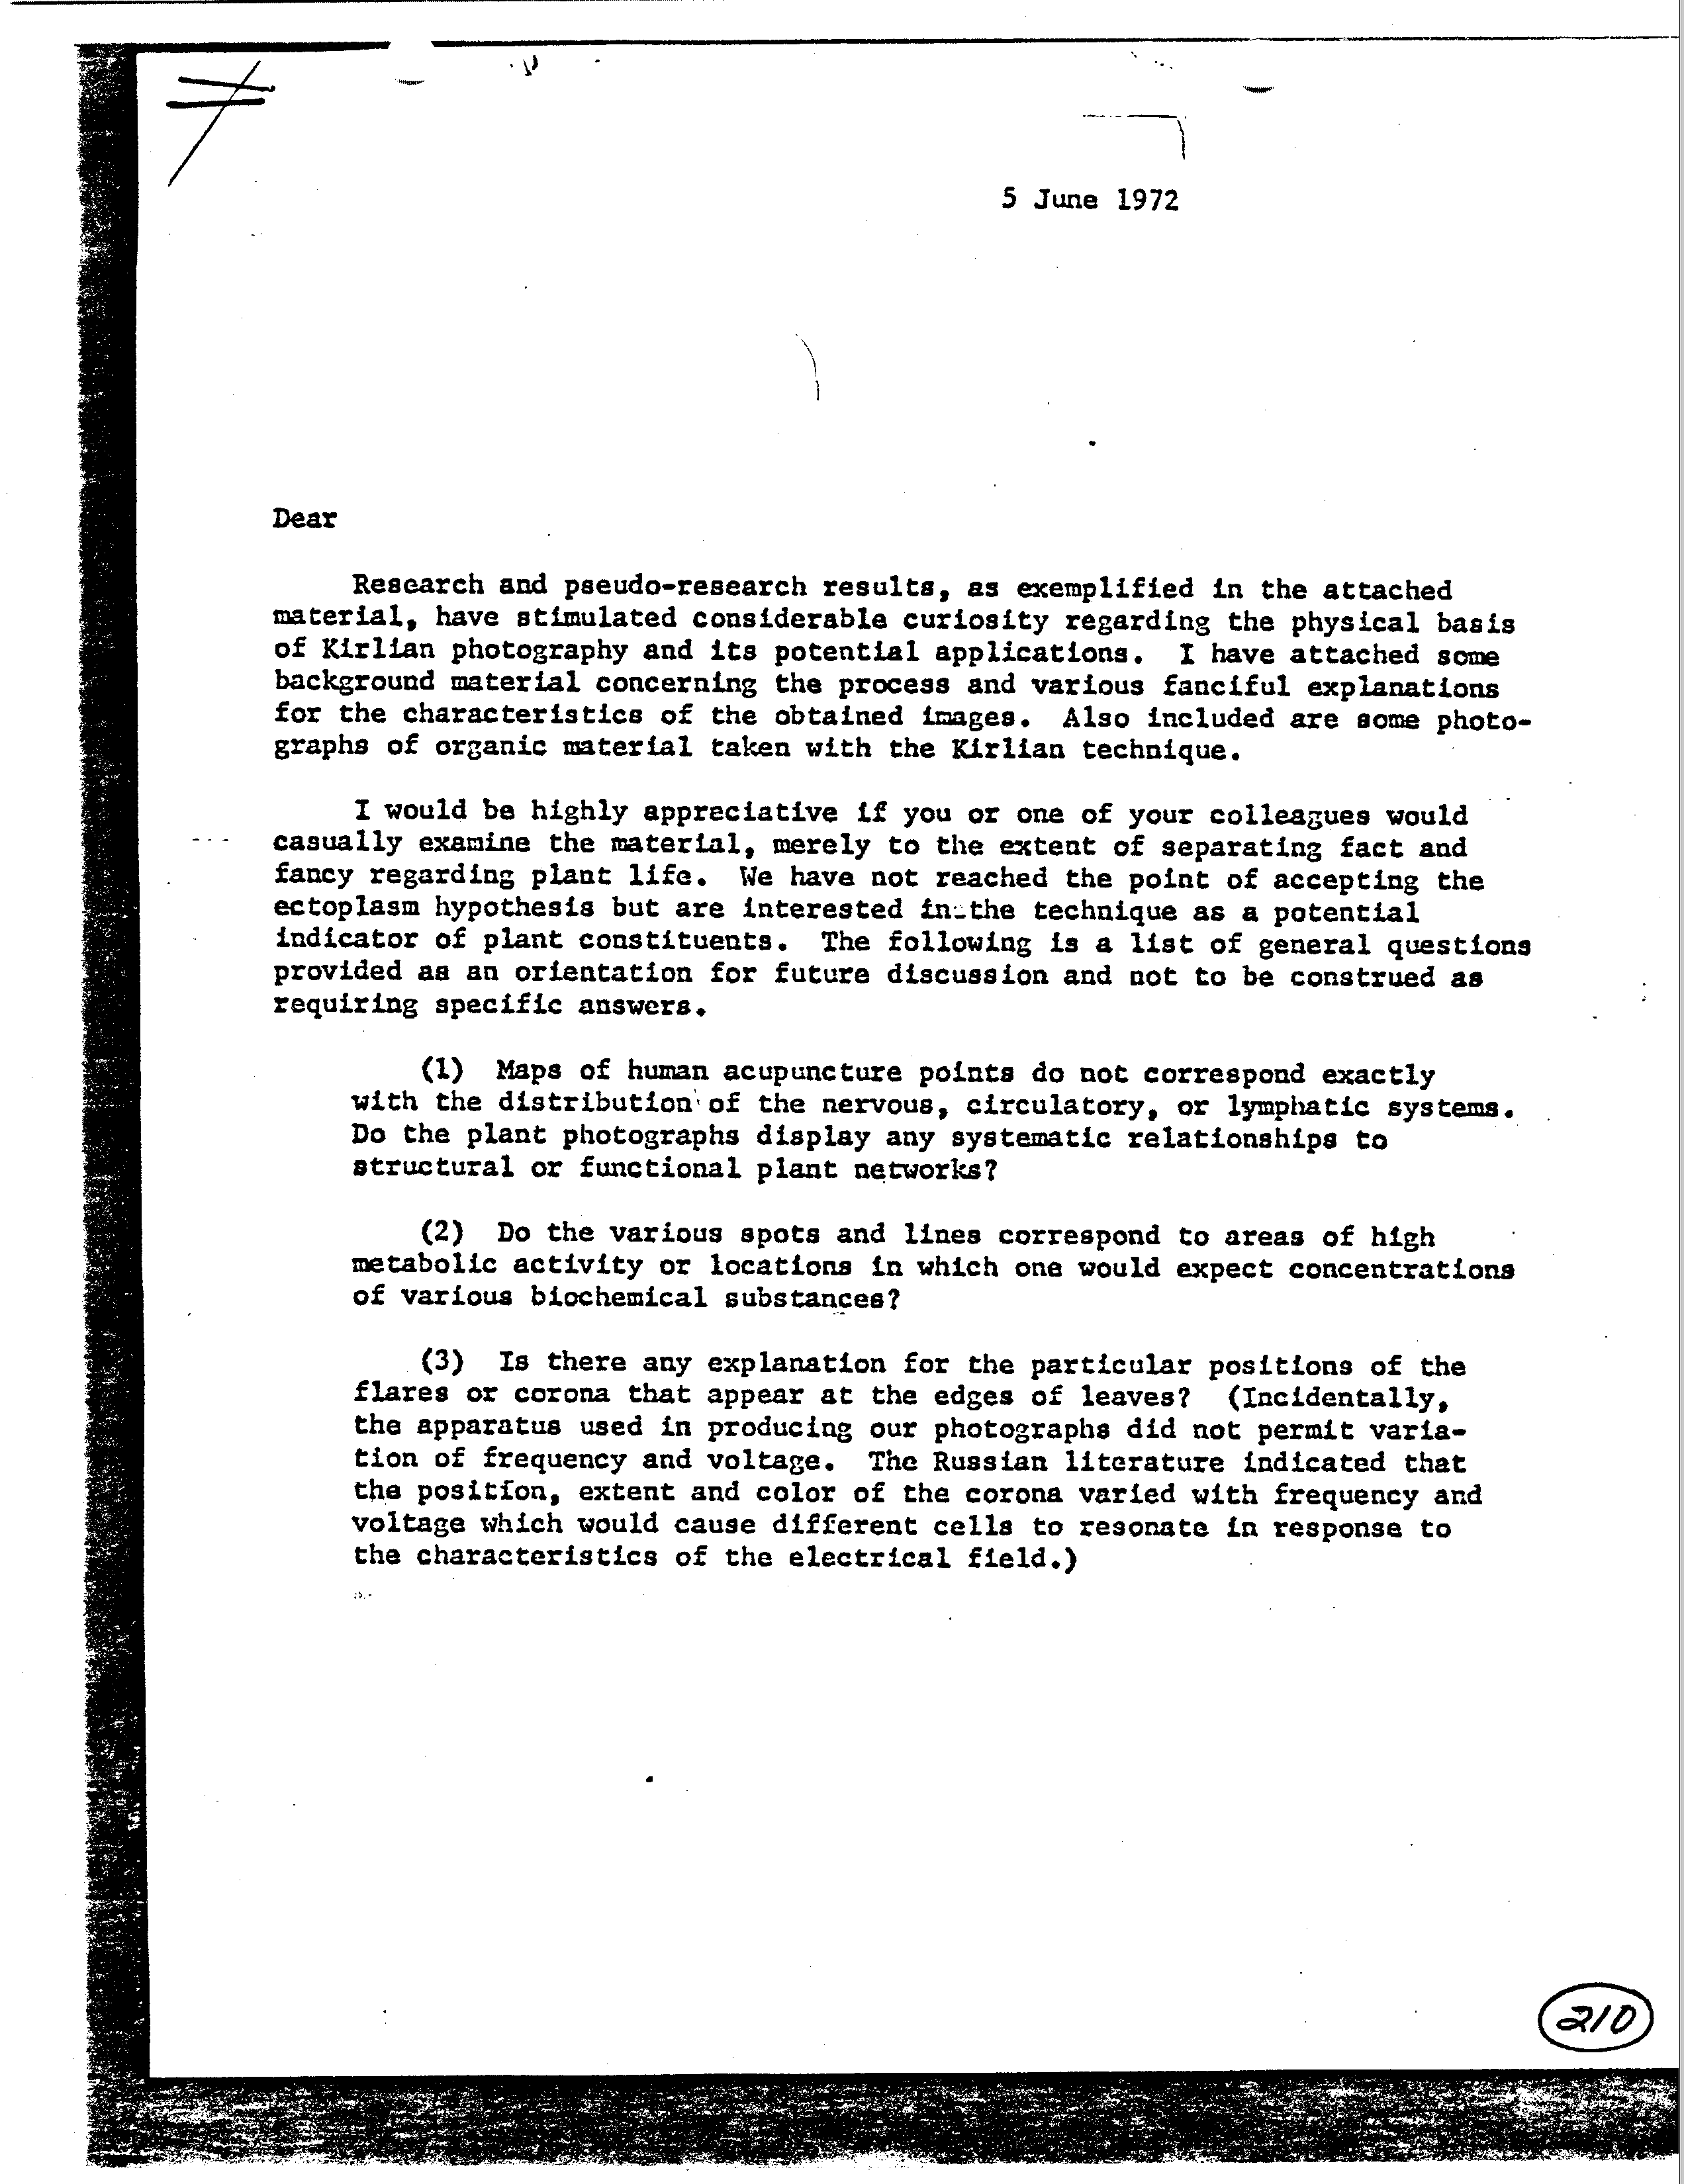 5 June 1972
Dear
Research and pseudo-research results, as exemplified in the attached
material, have stimulated considerable curiosity regarding the physical basis
of Kirlian photography and its potential applications. I have attached some
background material concerning the process and various fanciful explanations
for the characteristics of the obtained images. Also included are some photo-
graphs of organic material taken with the Kirlian technique.
I would be highly appreciative if you or one of your colleagues would
casually examine the material, merely to the extent of separating fact and
fancy regarding plant life. We have not reached the point of accepting the
ectoplasm hypothesis but are interested in the technique as a potential
indicator of plant constituents. The following is a list of general questions
provided as an orientation for future discussion and not to be construed as
requiring specific answers.
(1) Maps of human acupuncture points do not correspond exactly
with the distribution of the nervous, circulatory, or lymphatic systems.
Do the plant photographs display any systematic relationships to
structural or functional plant networks?
(2) Do the various spots and lines correspond to areas of high
metabolic activity or locations in which one would expect concentrations
of various biochemical substances?
(3) Is there any explanation for the particular positions of the
flares or corona that appear at the edges of leaves? (Incidentally,
the apparatus used in producing our photographs did not permit varia-
tion of frequency and voltage. The Russian literature indicated that
the position, extent and color of the corona varied with frequency and
voltage which would cause different cells to resonate in response to
the characteristics of the electrical field.)
210